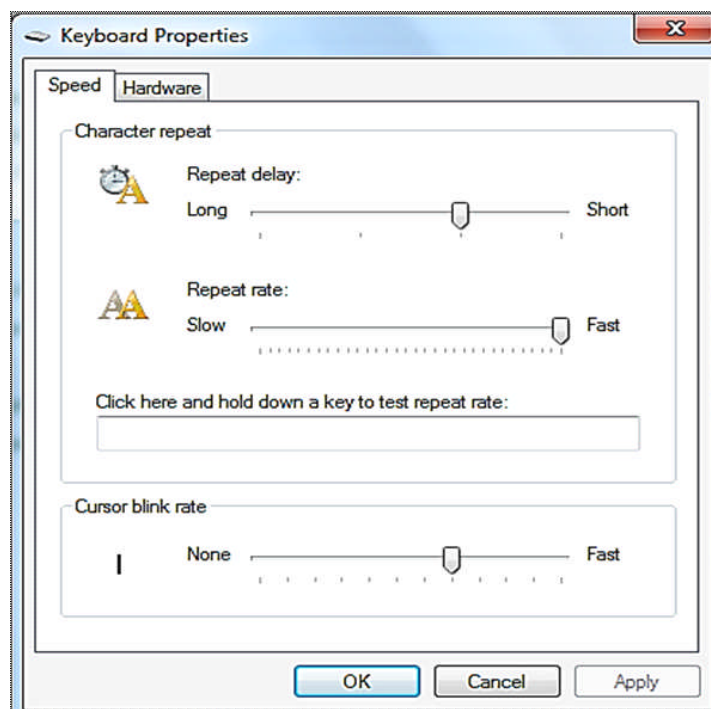 Keyboard Properties
x
Speed Hardware
Character repeat
Repeat delay:
Long Short
Repeat rate:
Slow Fast
Click here and hold down a key to test repeat rate:
Cursor blink rate
None Fast
OK Cancel Apply